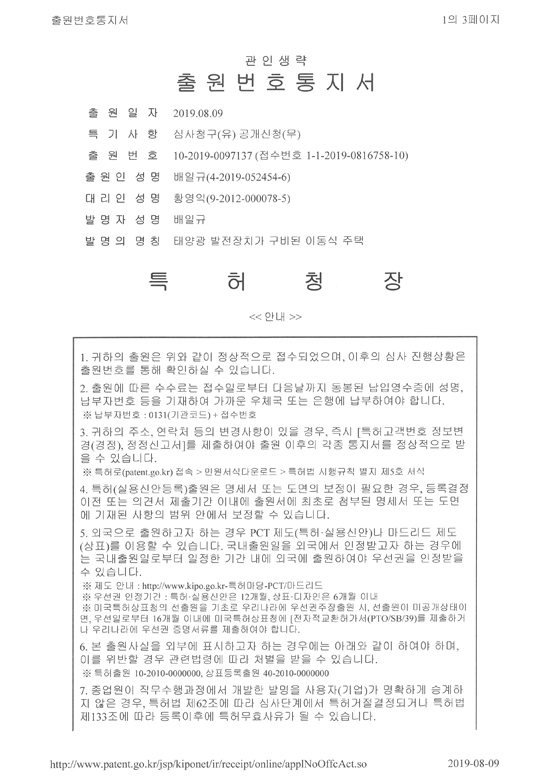 출원번호통지서
1의 3페이지
관 인 생 략
출 원 번 호 통 지 서
출 원 일 자 2019.08.09
특 기 사 항 심사청구(유) 공개신청(무)
출 원 번 호 10-2019-0097137 (접수번호 1-1-2019-0816758-10)
출 원 인 성 명 배일규(4-2019-052454-6)
대 리 인 성 명 황영익(9-2012-000078-5)
발 명 자 성 명 배일규
발 명 의 명 칭 태양광 발전장치가 구비된 이동식 주택
특 허 청 장
<< 안내 >>
1. 귀하의 출원은 위와 같이 정상적으로 접수되었으며, 이후의 심사 진행상황은
출원번호를 통해 확인하실 수 있습니다.
2. 출원에 따른 수수료는 접수일로부터 다음날까지 동봉된 납입영수증에 성명,
납부자번호 등을 기재하여 가까운 우체국 또는 은행에 납부하여야 합니다.
※ 납부자번호 : 0131(기관코드) + 접수번호
3. 귀하의 주소, 연락처 등의 변경사항이 있을 경우, 즉시 [특허고객번호 정보변
경(경정), 정정신고서]를 제출하여야 출원 이후의 각종 통지서를 정상적으로 받
을 수 있습니다.
※ 특허로(patent.go.kr) 접속 > 민원서식다운로드 > 특허법 시행규칙 별지 제5호 서식
4. 특허(실용신안등록)출원은 명세서 또는 도면의 보정이 필요한 경우, 등록결정
이전 또는 의견서 제출기간 이내에 출원서에 최초로 첨부된 명세서 또는 도면
에 기재된 사항의 범위 안에서 보정할 수 있습니다.
5. 외국으로 출원하고자 하는 경우 PCT 제도(특허·실용신안)나 마드리드 제도
(상표)를 이용할 수 있습니다. 국내출원일을 외국에서 인정받고자 하는 경우에
는 국내출원일로부터 일정한 기간 내에 외국에 출원하여야 우선권을 인정받을
수 있습니다.
※ 제도 안내 : http://www.kipo.go.kr-특허마당-PCT/마드리드
※ 우선권 인정기간 : 특허·실용신안은 12개월, 상표·디자인은 6개월 이내
※ 미국특허상표청의 선출원을 기초로 우리나라에 우선권주장출원 시, 선출원이 미공개상태이
면, 우선일로부터 16개월 이내에 미국특허상표청에 [전자적교환허가서(PTO/SB/39)를 제출하거
나 우리나라에 우선권 증명서류를 제출하여야 합니다.
6. 본 출원사실을 외부에 표시하고자 하는 경우에는 아래와 같이 하여야 하며,
이를 위반할 경우 관련법령에 따라 처벌을 받을 수 있습니다.
※ 특허출원 10-2010-0000000, 상표등록출원 40-2010-0000000
7. 종업원이 직무수행과정에서 개발한 발명을 사용자(기업)가 명확하게 승계하
지 않은 경우, 특허법 제62조에 따라 심사단계에서 특허거절결정되거나 특허법
제133조에 따라 등록이후에 특허무효사유가 될 수 있습니다.
http://www.patent.go.kr/jsp/kiponet/ir/receipt/online/applNoOffcAct.so
2019-08-09